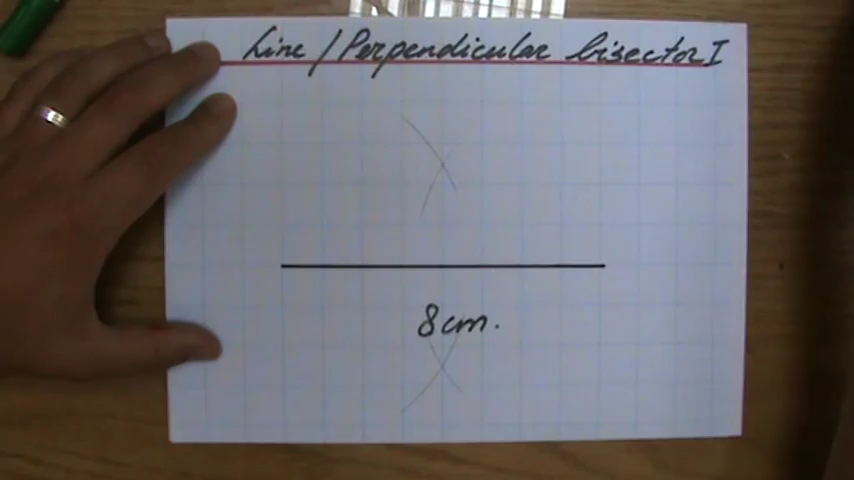 Line / Perpendicular bisector I
8cm.